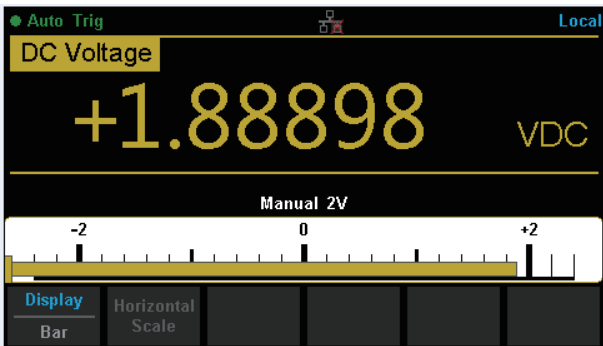 Auto Trig Local
DC Voltage
+1.88898 VDC
Manual 2V
-2 0 +2
Display
Bar
Horizontal
Scale